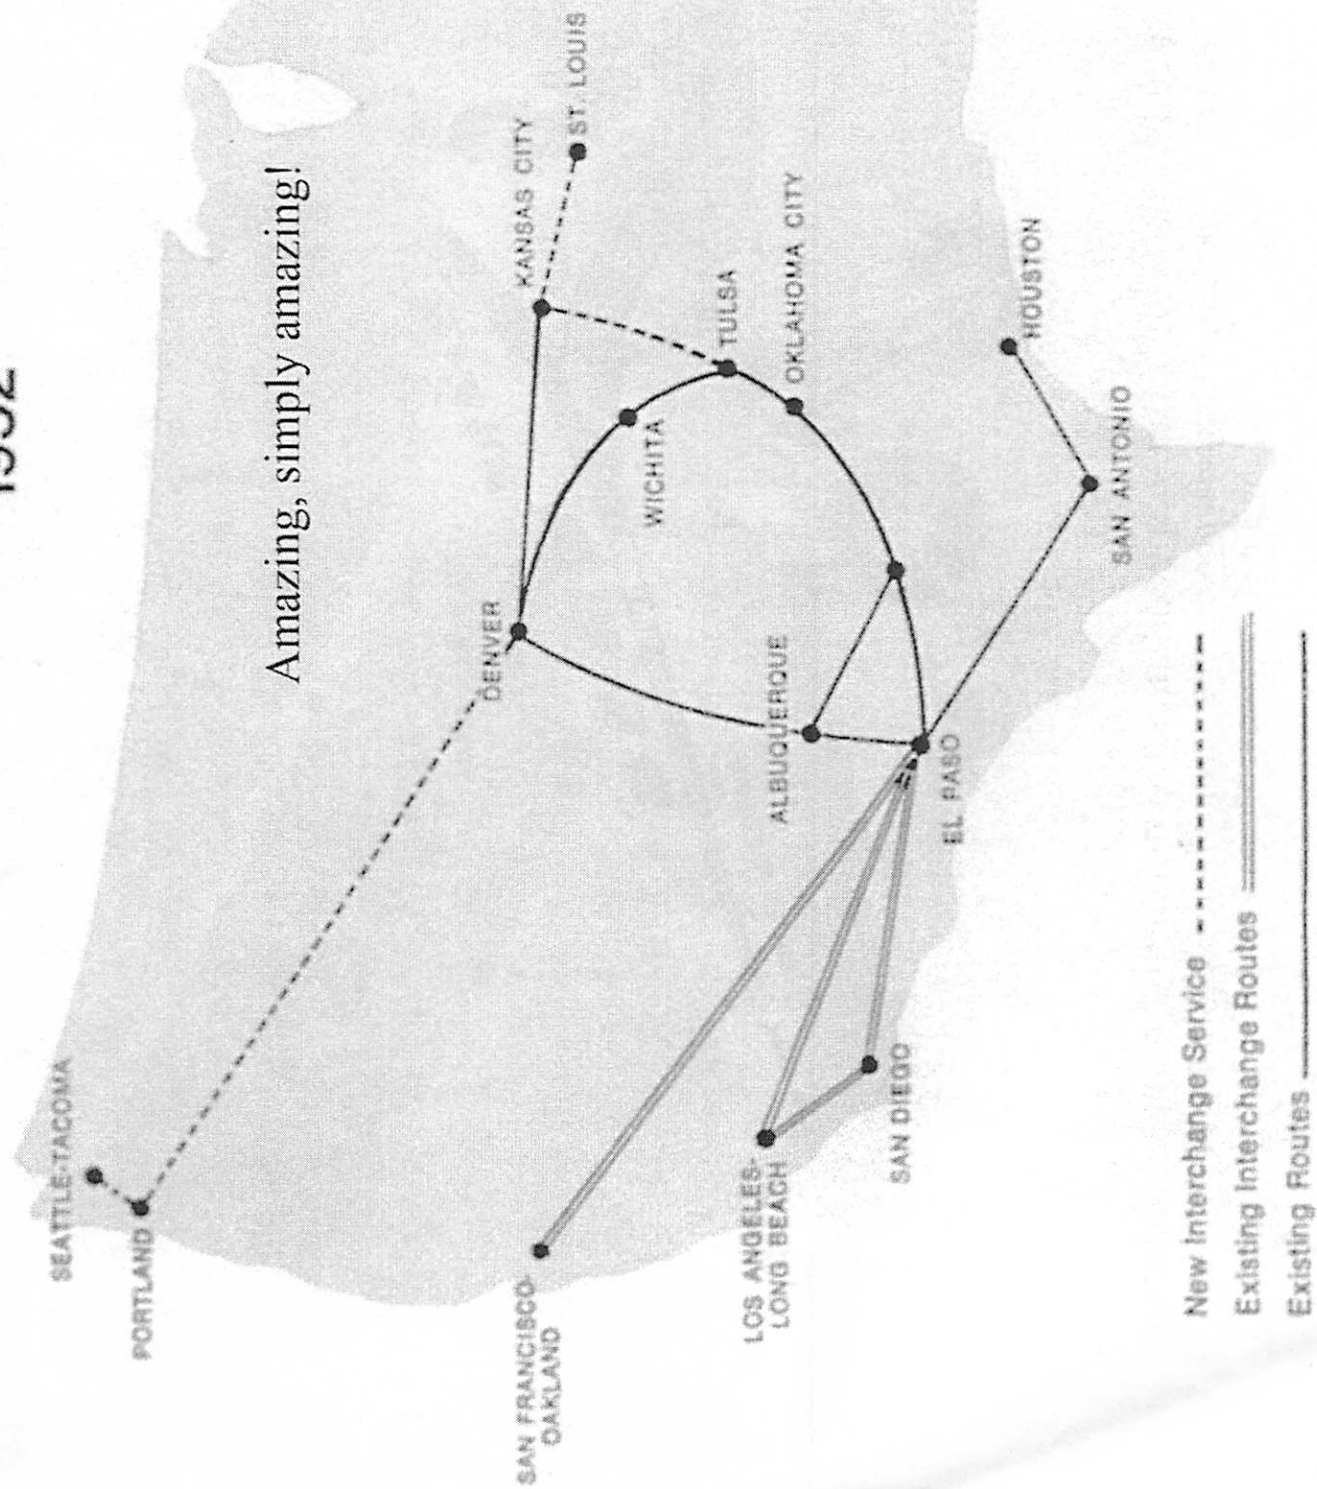 SEATTLE-TACOMA
PORTLAND
Amazing, simply amazing!
DENVER
SAN FRANCISCO-
OAKLAND
KANSAS CITY
ST. LOUIS
WICHITA
TULSA
LOS ANGELES-
LONG BEACH
ALBUQUERQUE
OKLAHOMA CITY
SAN DIEGO
EL PASO
HOUSTON
SAN ANTONIO
New Interchange Service
Existing Interchange Routes
Existing Routes